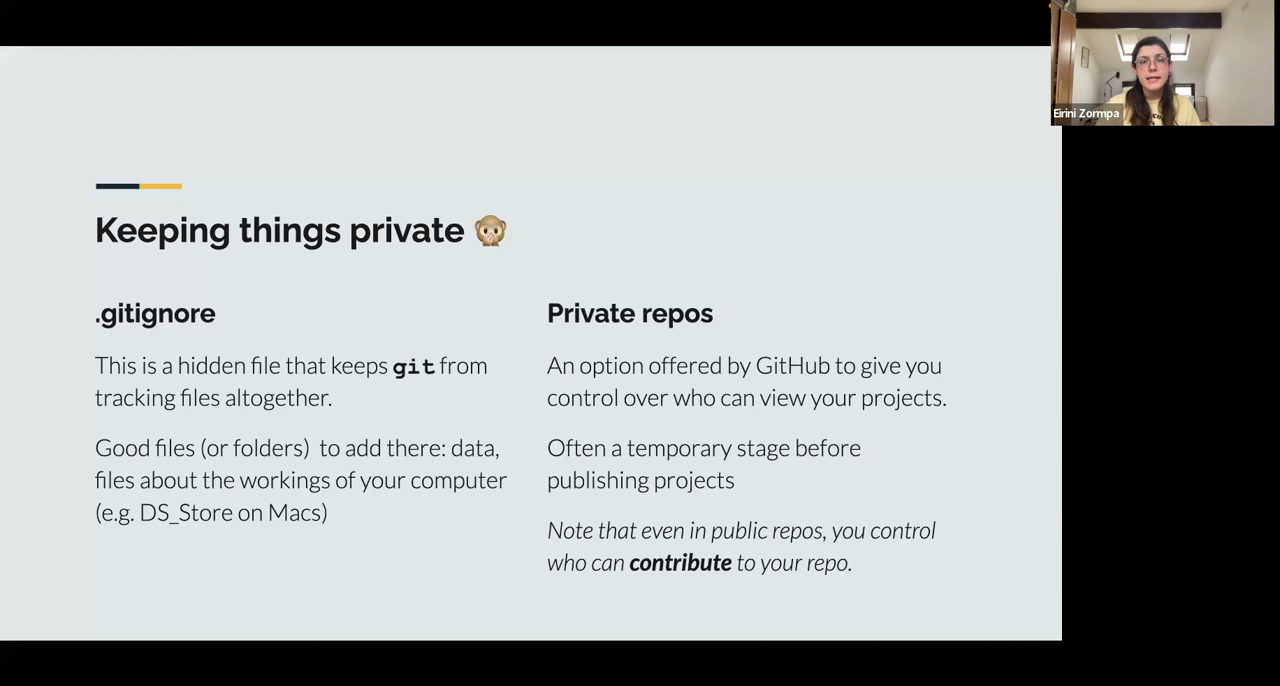 Eirini Zormpa
Keeping things private 🙊
.gitignore
This is a hidden file that keeps git from
tracking files altogether.
Good files (or folders) to add there: data,
files about the workings of your computer
(e.g. DS_Store on Macs)
Private repos
An option offered by GitHub to give you
control over who can view your projects.
Often a temporary stage before
publishing projects
Note that even in public repos, you control
who can contribute to your repo.